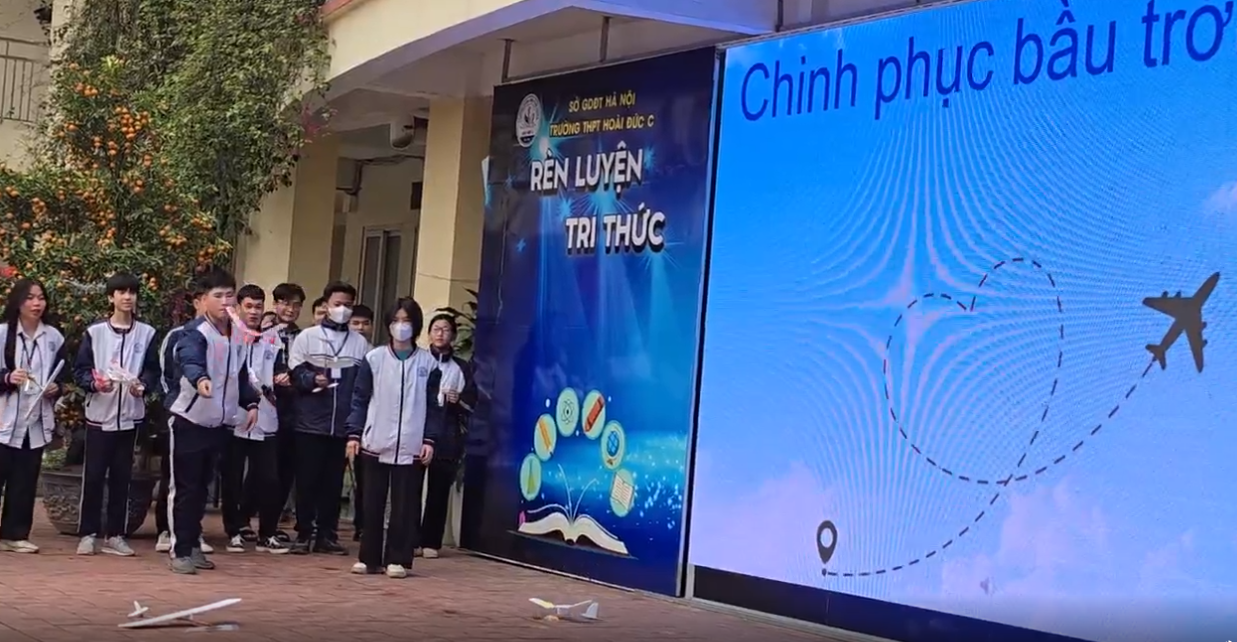 SỞ GDĐT HÀ NỘI
TRƯỜNG THPT HOÀI ĐỨC C
RÈN LUYỆN
TRI THỨC
Chinh phục bầu trờ